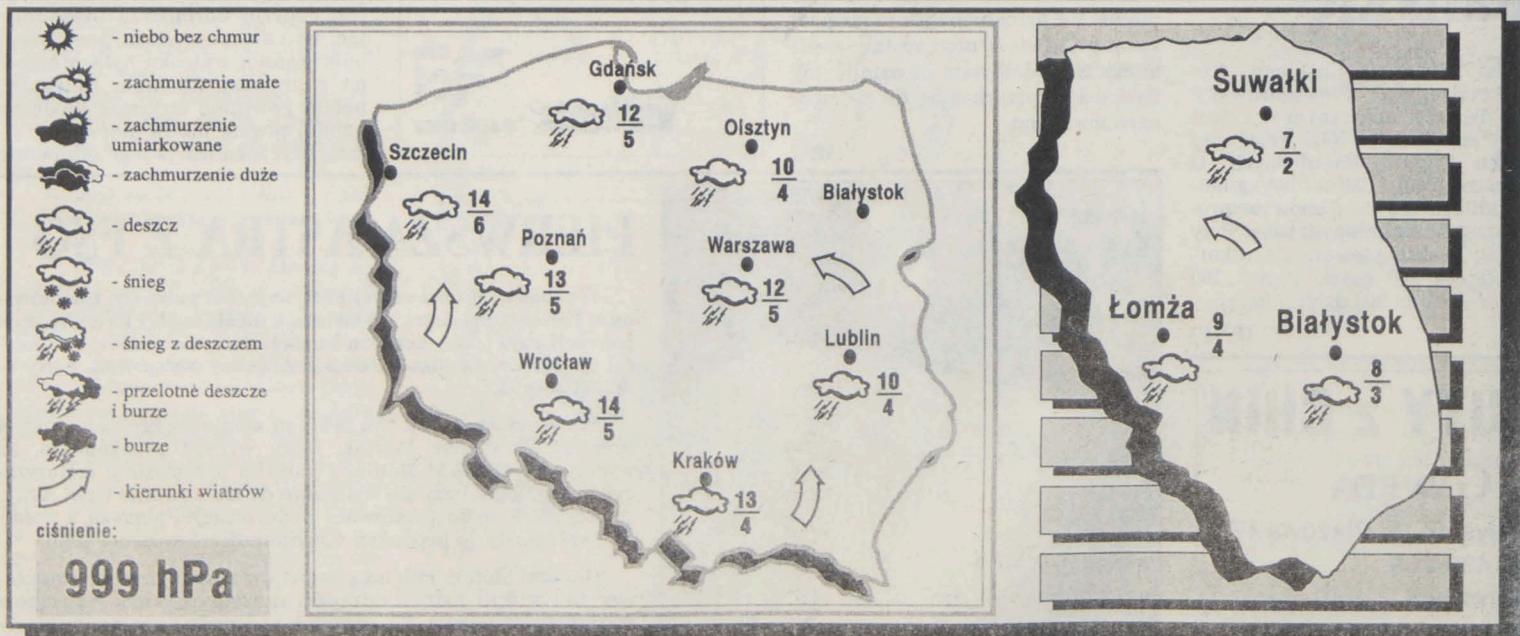 - niebo bez chmur
- zachmurzenie małe
- zachmurzenie
umiarkowane
- zachmurzenie duże
- deszcz
- śnieg
- śnieg z deszczem
- przelotne deszcze
i burze
- burze
- kierunki wiatrów
ciśnienie:
999 hPa
Gdańsk
12
5
Szczecin
14
6
Olsztyn
10
4
Białystok
Poznań
13
5
Warszawa
12
5
Wrocław
14
5
Lublin
10
4
Kraków
13
4
Suwałki
7
2
Łomża
9
4
Białystok
8
3